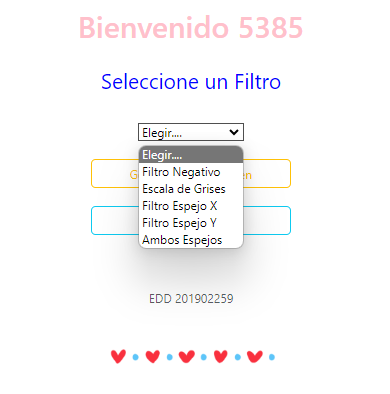 Bienvenido 5385
Seleccione un Filtro
Elegir....
Elegir....
Filtro Negativo
Escala de Grises
Filtro Espejo X
Filtro Espejo Y
Ambos Espejos
EDD 201902259